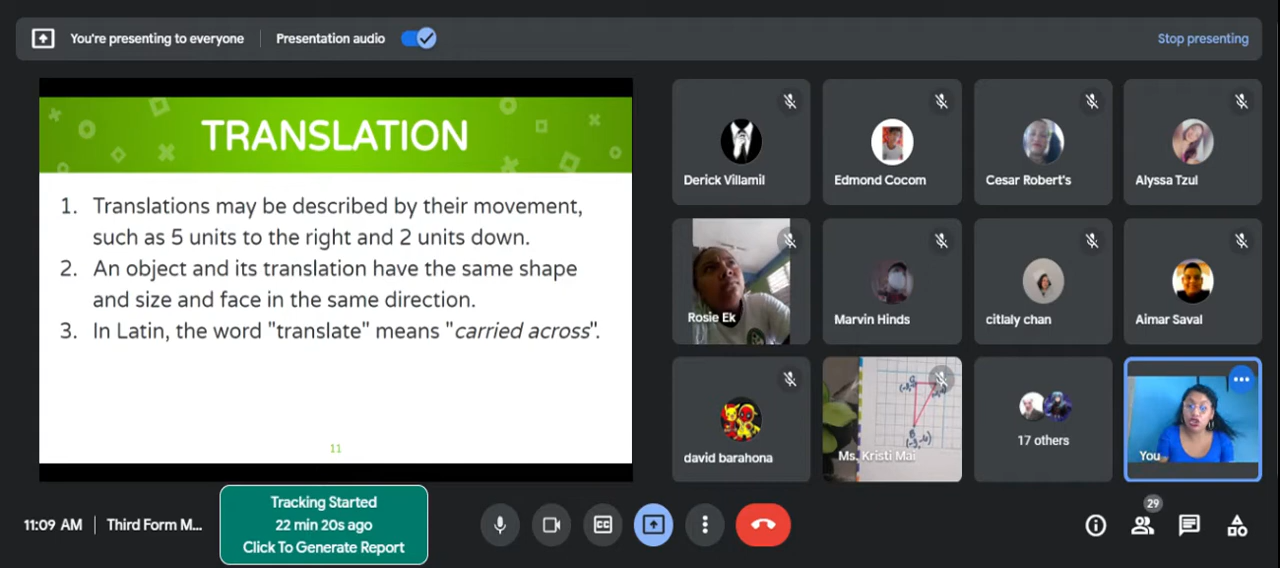 You're presenting to everyone
Presentation audio
Stop presenting
TRANSLATION
1. Translations may be described by their movement,
such as 5 units to the right and 2 units down.
2. An object and its translation have the same shape
and size and face in the same direction.
3. In Latin, the word "translate" means "carried across".
11
Derick Villamil
Edmond Cocom
Cesar Robert's
Alyssa Tzul
Rosie Ek
Marvin Hinds
citlaly chan
Aimar Saval
david barahona
B
Ms. Kristi Mai
17 others
You
11:09 AM
Third Form M...
Tracking Started
22 min 20s ago
Click To Generate Report
CC
29